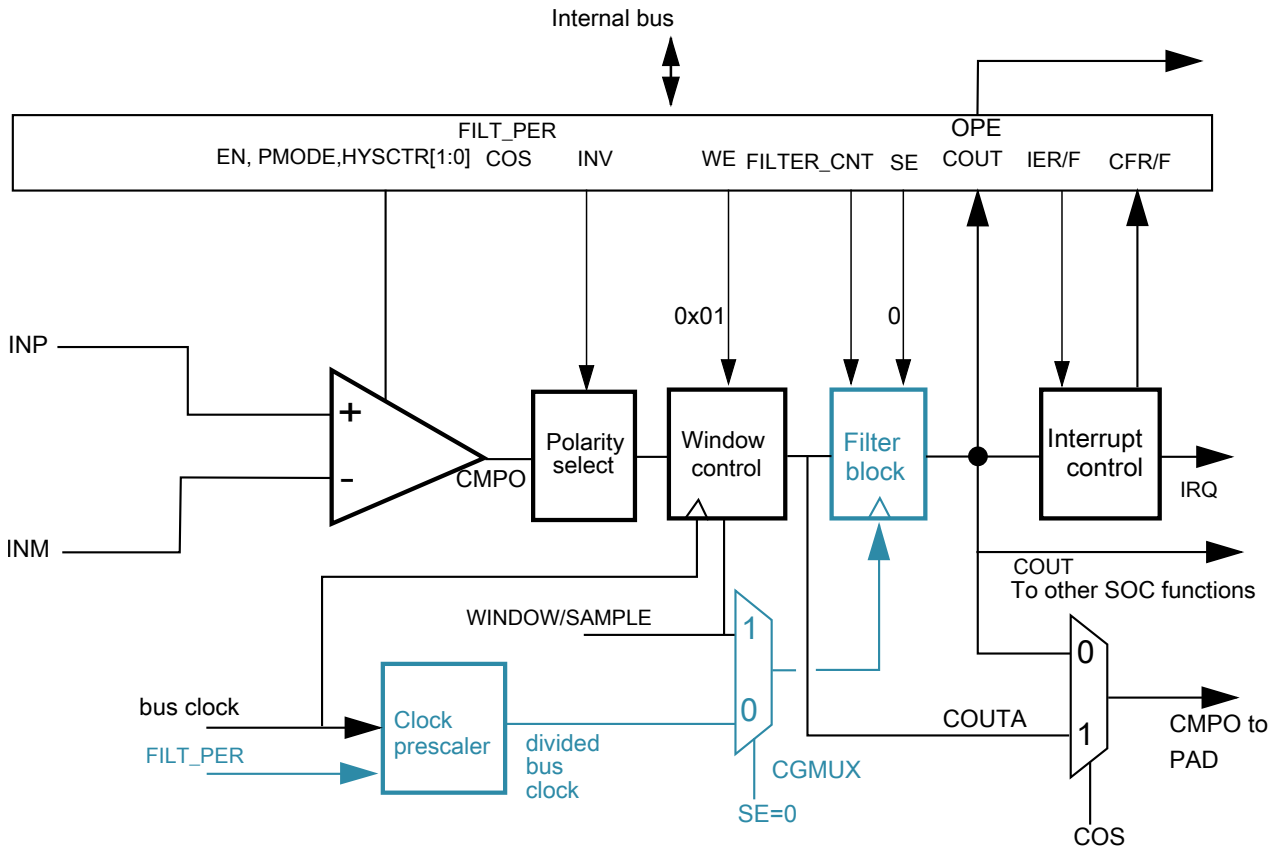 Internal bus
FILT_PER
OPE
EN, PMODE,HYSCTR[1:0]
COS
INV
WE
FILTER_CNT
SE
COUT
IER/F
CFR/F
0x01
0
INP
+
-
CMPO
Polarity
select
Window
control
Filter
block
Interrupt
control
IRQ
INM
COUT
To other SOC functions
WINDOW/SAMPLE
1
0
0
1
bus clock
FILT_PER
Clock
prescaler
divided
bus
clock
CGMUX
SE=0
COUTA
CMPO to
PAD
COS